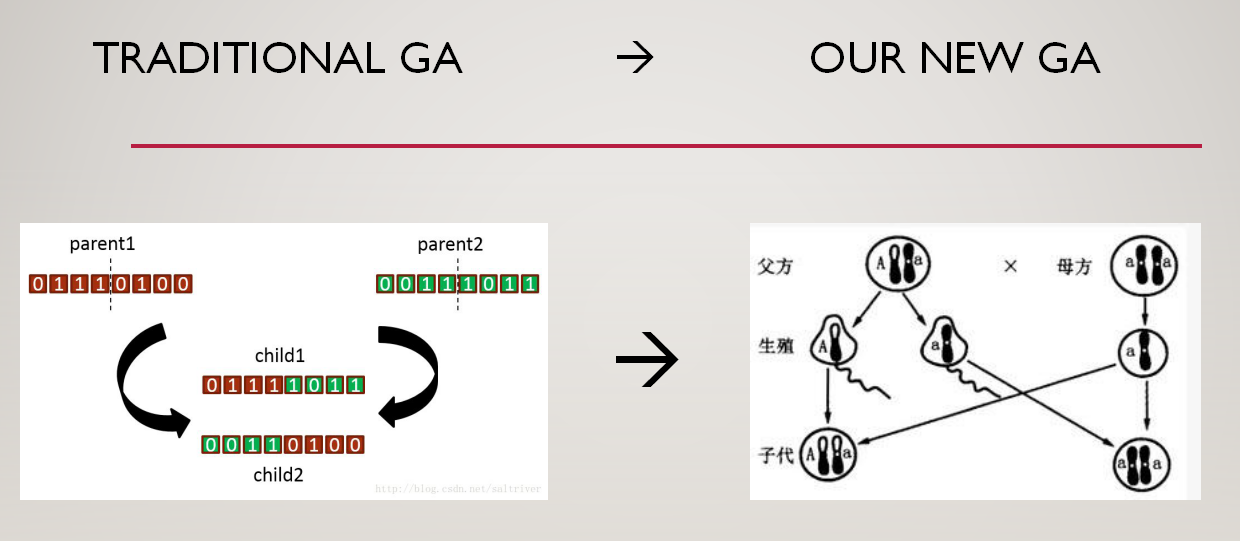 TRADITIONAL GA → OUR NEW GA
parent1 parent2
0 1 1 1 0 1 0 0 0 0 1 1 1 0 1 1
child1
0 1 1 1 1 0 1 1
0 0 1 1 0 1 0 0
child2
http://blog.csdn.net/saltriver
→
父方 A a × 母方 a a
生殖 A a a
子代 A a a a